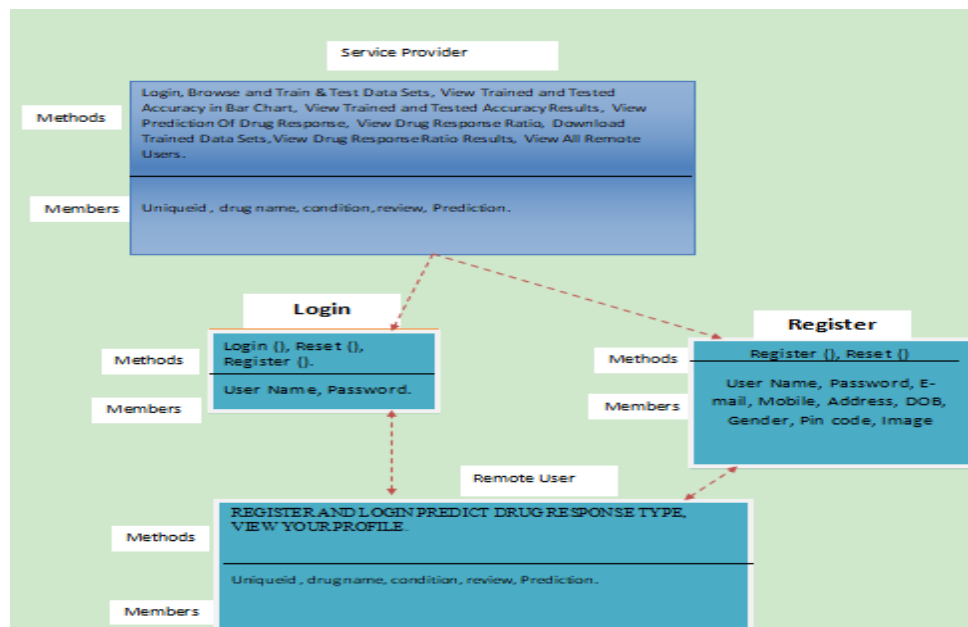 Service Provider
Methods
Login, Browse and Train & Test Data Sets, View Trained and Tested
Accuracy in Bar Chart, View Trained and Tested Accuracy Results, View
Prediction Of Drug Response, View Drug Response Ratio, Download
Trained Data Sets, View Drug Response Ratio Results, View All Remote
Users.
Members
Uniqueid , drug name, condition, review, Prediction.
Login
Methods
Login (), Reset (),
Register ().
Members
User Name, Password.
Register
Methods
Register (), Reset ()
Members
User Name, Password, E-
mail, Mobile, Address, DOB,
Gender, Pin code, Image
Remote User
Methods
REGISTER AND LOGIN PREDICT DRUG RESPONSE TYPE,
VIEW YOUR PROFILE.
Members
Uniqueid , drug name, condition, review, Prediction.